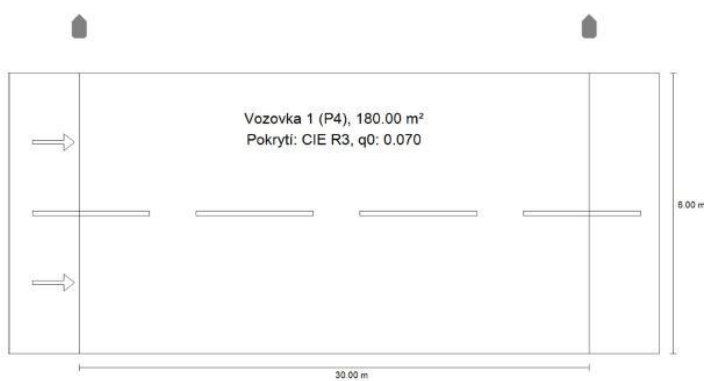 Vozovka 1 (P4), 180.00 m²
Pokrytí: CIE R3, q0: 0.070
6.00 m
30.00 m